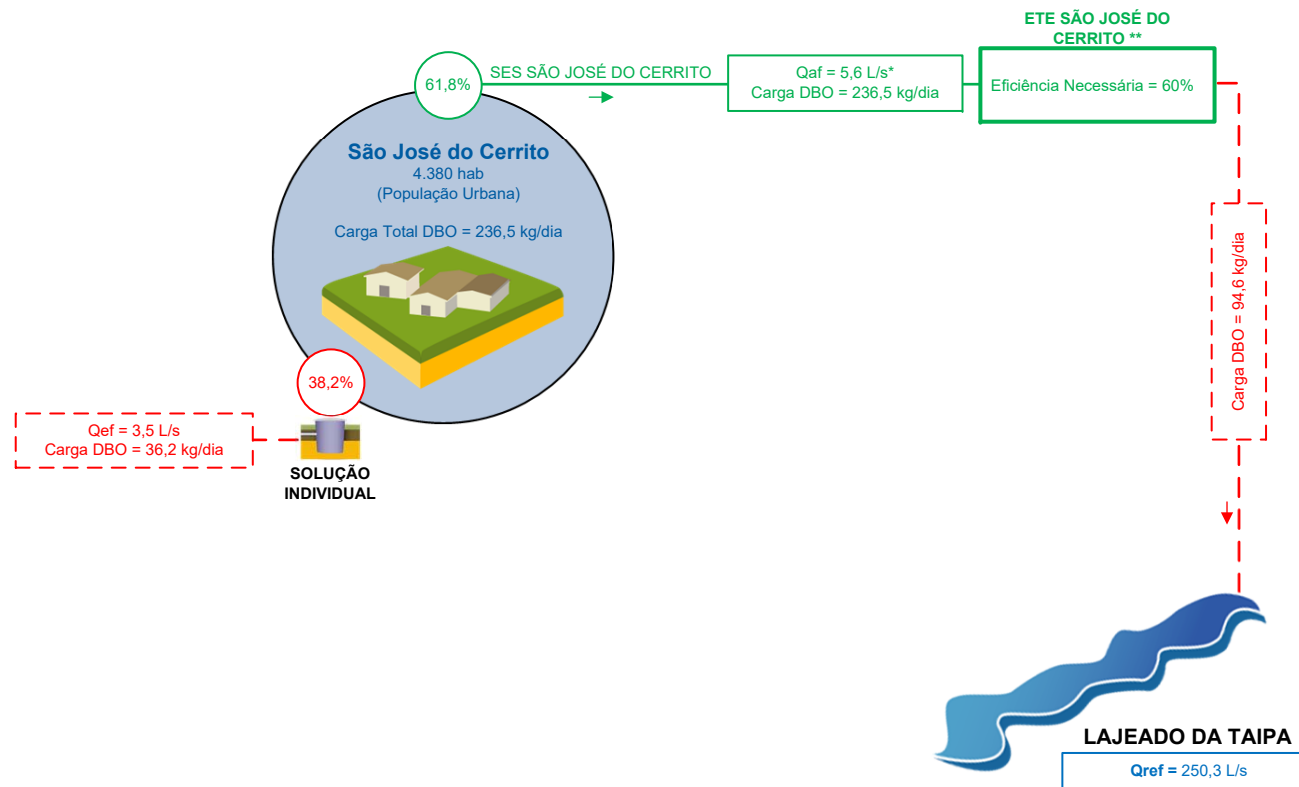 ETE SÃO JOSÉ DO
CERRITO **
61,8%
SES SÃO JOSÉ DO CERRITO
Qaf = 5,6 L/s*
Carga DBO = 236,5 kg/dia
Eficiência Necessária = 60%
São José do Cerrito
4.380 hab
(População Urbana)
Carga Total DBO = 236,5 kg/dia
Carga DBO = 94,6 kg/dia
38,2%
Qef = 3,5 L/s
Carga DBO = 36,2 kg/dia
SOLUÇÃO
INDIVIDUAL
LAJEADO DA TAIPA
Qref = 250,3 L/s